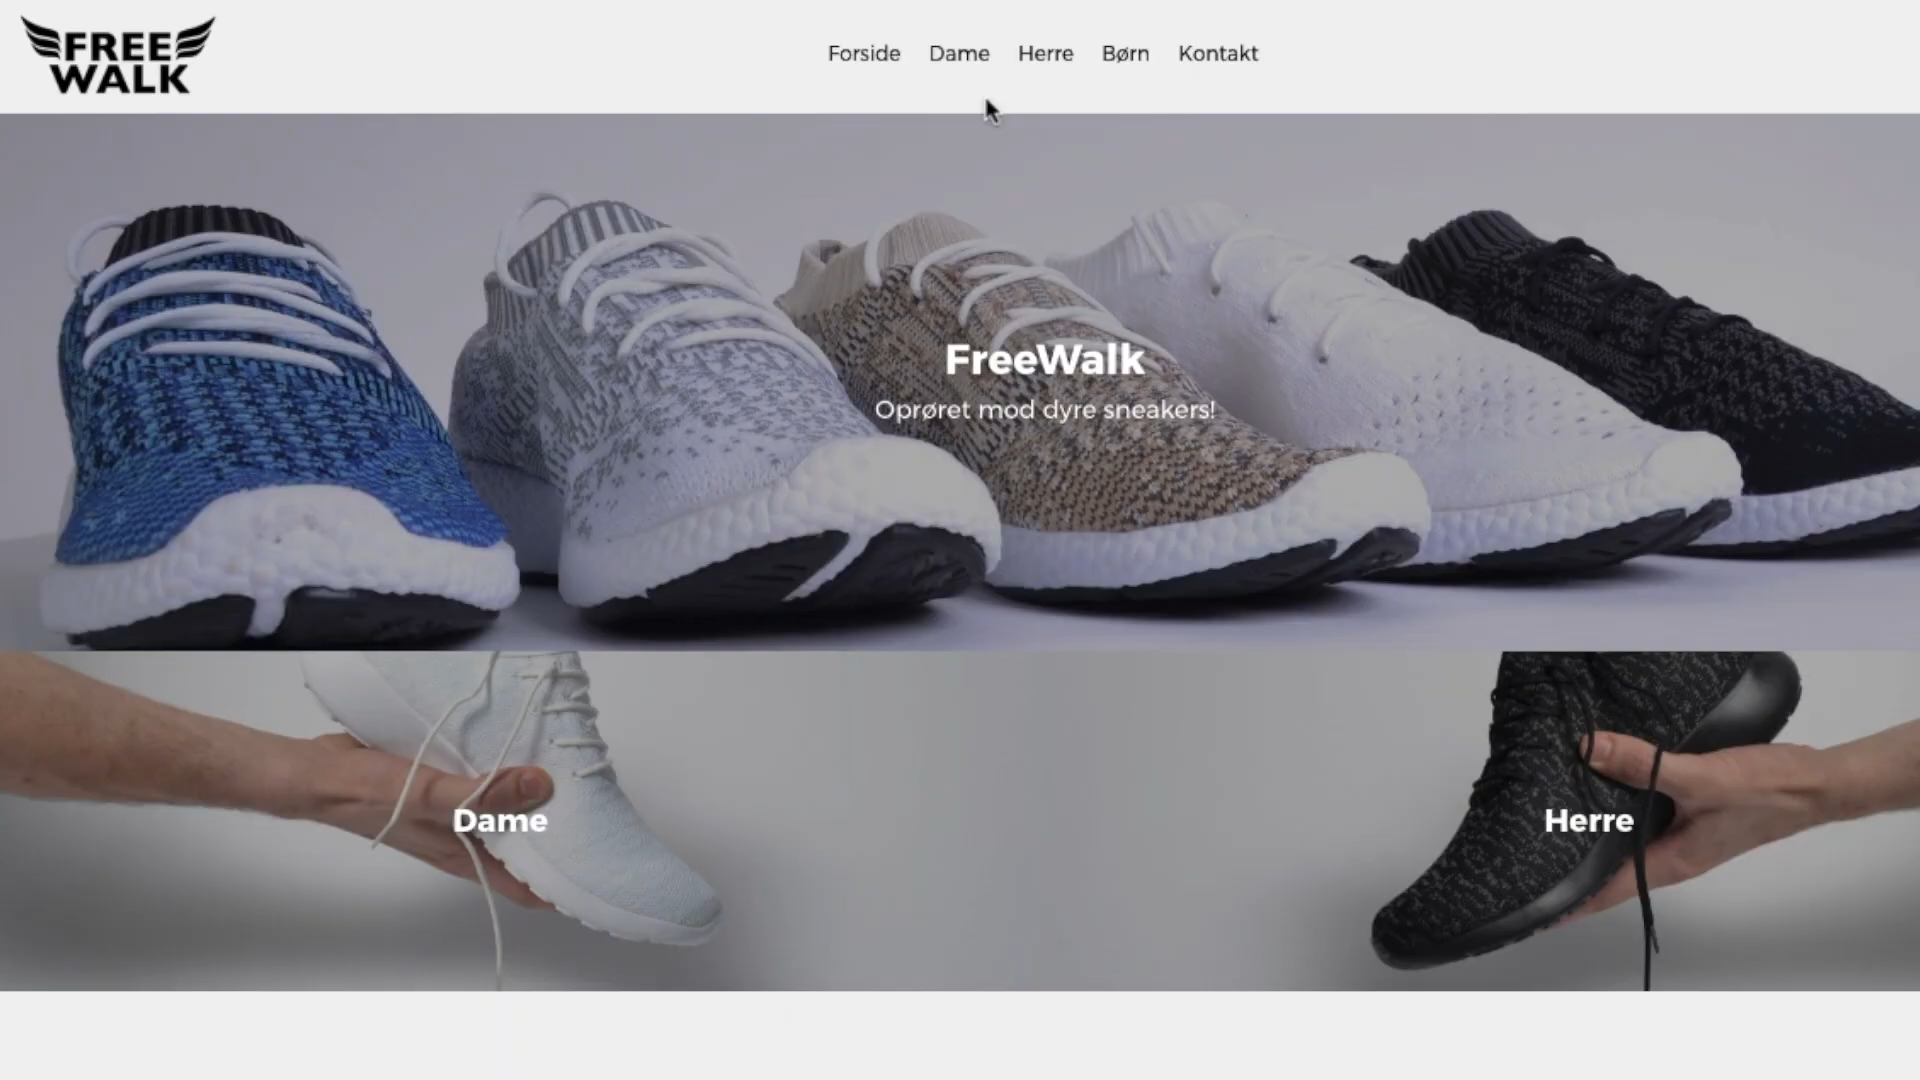 FREE
WALK
Forside Dame Herre Børn Kontakt
FreeWalk
Oprøret mod dyre sneakers!
Dame Herre